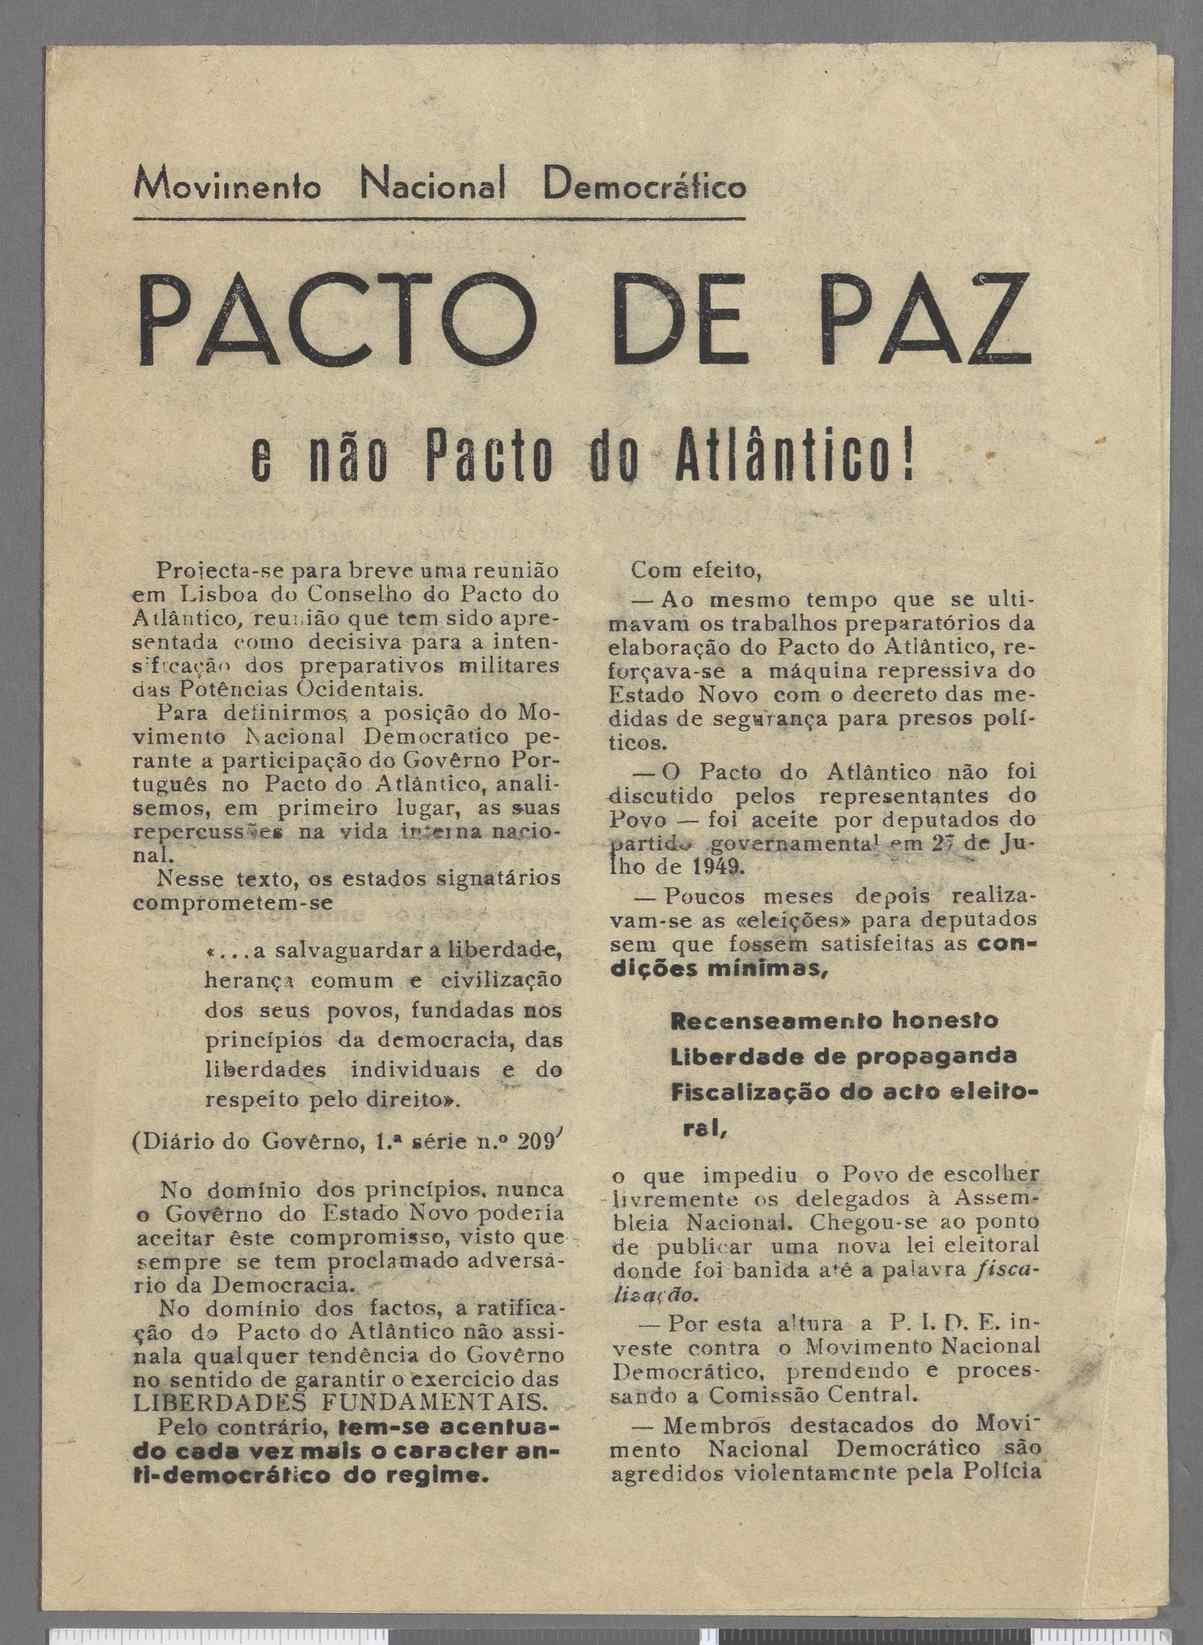 Movimento Nacional Democrático
PACTO DE PAZ
e não Pacto do Atlântico!
Projecta-se para breve uma reunião
em Lisboa do Conselho do Pacto do
Atlântico, reunião que tem sido apre-
sentada como decisiva para a inten-
sificação dos preparativos militares
das Potências Ocidentais.
Para definirmos a posição do Mo-
vimento Nacional Democratico pe-
rante a participação do Govêrno Por-
tuguês no Pacto do Atlântico, anali-
semos, em primeiro lugar, as suas
repercussões na vida interna nacio-
nal.
Nesse texto, os estados signatários
comprometem-se
«...a salvaguardar a liberdade,
herança comum e civilização
dos seus povos, fundadas nos
princípios da democracia, das
liberdades individuais e do
respeito pelo direito».
(Diário do Govêrno, 1.ª série n.º 209)
No domínio dos princípios, nunca
o Govêrno do Estado Novo poderia
aceitar êste compromisso, visto que
sempre se tem proclamado adversá-
rio da Democracia.
No domínio dos factos, a ratifica-
ção do Pacto do Atlântico não assi-
nala qualquer tendência do Govêrno
no sentido de garantir o exercicio das
LIBERDADES FUNDAMENTAIS.
Pelo contrário, tem-se acentua-
do cada vez mais o caracter an-
ti-democrático do regime.
Com efeito,
— Ao mesmo tempo que se ulti-
mavam os trabalhos preparatórios da
elaboração do Pacto do Atlântico, re-
forçava-se a máquina repressiva do
Estado Novo com o decreto das me-
didas de segurança para presos polí-
ticos.
— O Pacto do Atlântico não foi
discutido pelos representantes do
Povo — foi aceite por deputados do
partido governamental em 27 de Ju-
lho de 1949.
— Poucos meses depois realiza-
vam-se as «eleições» para deputados
sem que fossem satisfeitas as con-
dições mínimas,
Recenseamento honesto
Liberdade de propaganda
Fiscalização do acto eleito-
ral,
o que impediu o Povo de escolher
livremente os delegados à Assem-
bleia Nacional. Chegou-se ao ponto
de publicar uma nova lei eleitoral
donde foi banida até a palavra fisca-
lização.
— Por esta altura a P. I. D. E. in-
veste contra o Movimento Nacional
Democrático, prendendo e proces-
sando a Comissão Central.
— Membros destacados do Movi-
mento Nacional Democrático são
agredidos violentamente pela Polícia